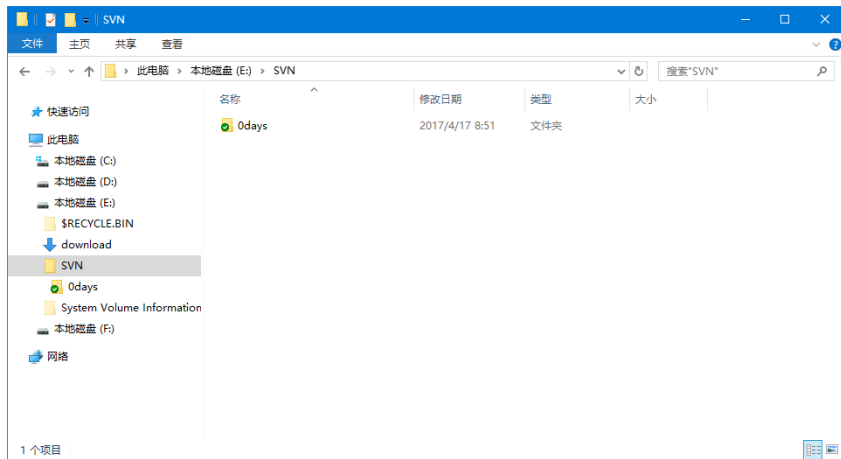 SVN
文件 主页 共享 查看
此电脑 › 本地磁盘 (E:) › SVN 搜索"SVN"
名称 修改日期 类型 大小
0days 2017/4/17 8:51 文件夹
快速访问
此电脑
本地磁盘 (C:)
本地磁盘 (D:)
本地磁盘 (E:)
$RECYCLE.BIN
download
SVN
0days
System Volume Information
本地磁盘 (F:)
网络
1 个项目